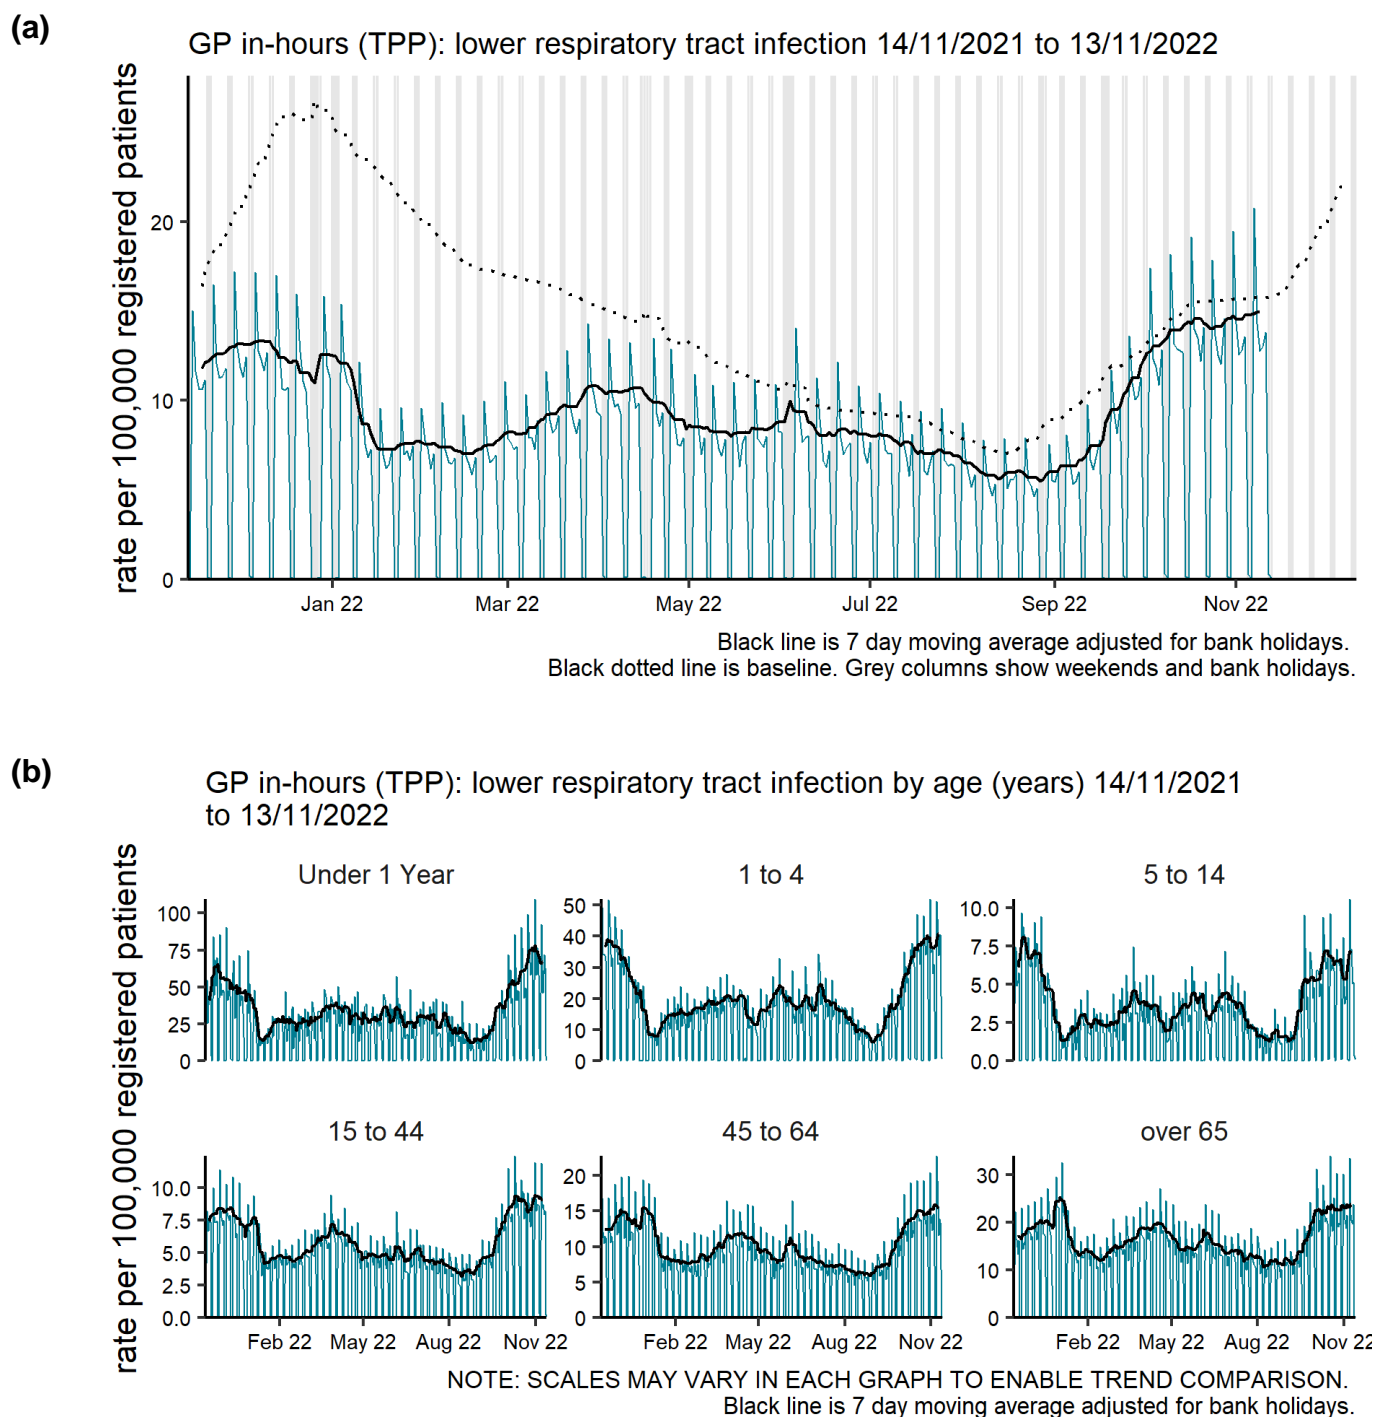 (a)
GP in-hours (TPP): lower respiratory tract infection 14/11/2021 to 13/11/2022
rate per 100,000 registered patients
20
10
0
Jan 22 Mar 22 May 22 Jul 22 Sep 22 Nov 22
Black line is 7 day moving average adjusted for bank holidays.
Black dotted line is baseline. Grey columns show weekends and bank holidays.
(b)
GP in-hours (TPP): lower respiratory tract infection by age (years) 14/11/2021
to 13/11/2022
rate per 100,000 registered patients
Under 1 Year
100
75
50
25
0
1 to 4
50
40
30
20
10
0
5 to 14
10.0
7.5
5.0
2.5
0.0
15 to 44
10.0
7.5
5.0
2.5
0.0
Feb 22 May 22 Aug 22 Nov 22
45 to 64
20
15
10
5
0
Feb 22 May 22 Aug 22 Nov 22
over 65
30
20
10
0
Feb 22 May 22 Aug 22 Nov 22
NOTE: SCALES MAY VARY IN EACH GRAPH TO ENABLE TREND COMPARISON.
Black line is 7 day moving average adjusted for bank holidays.